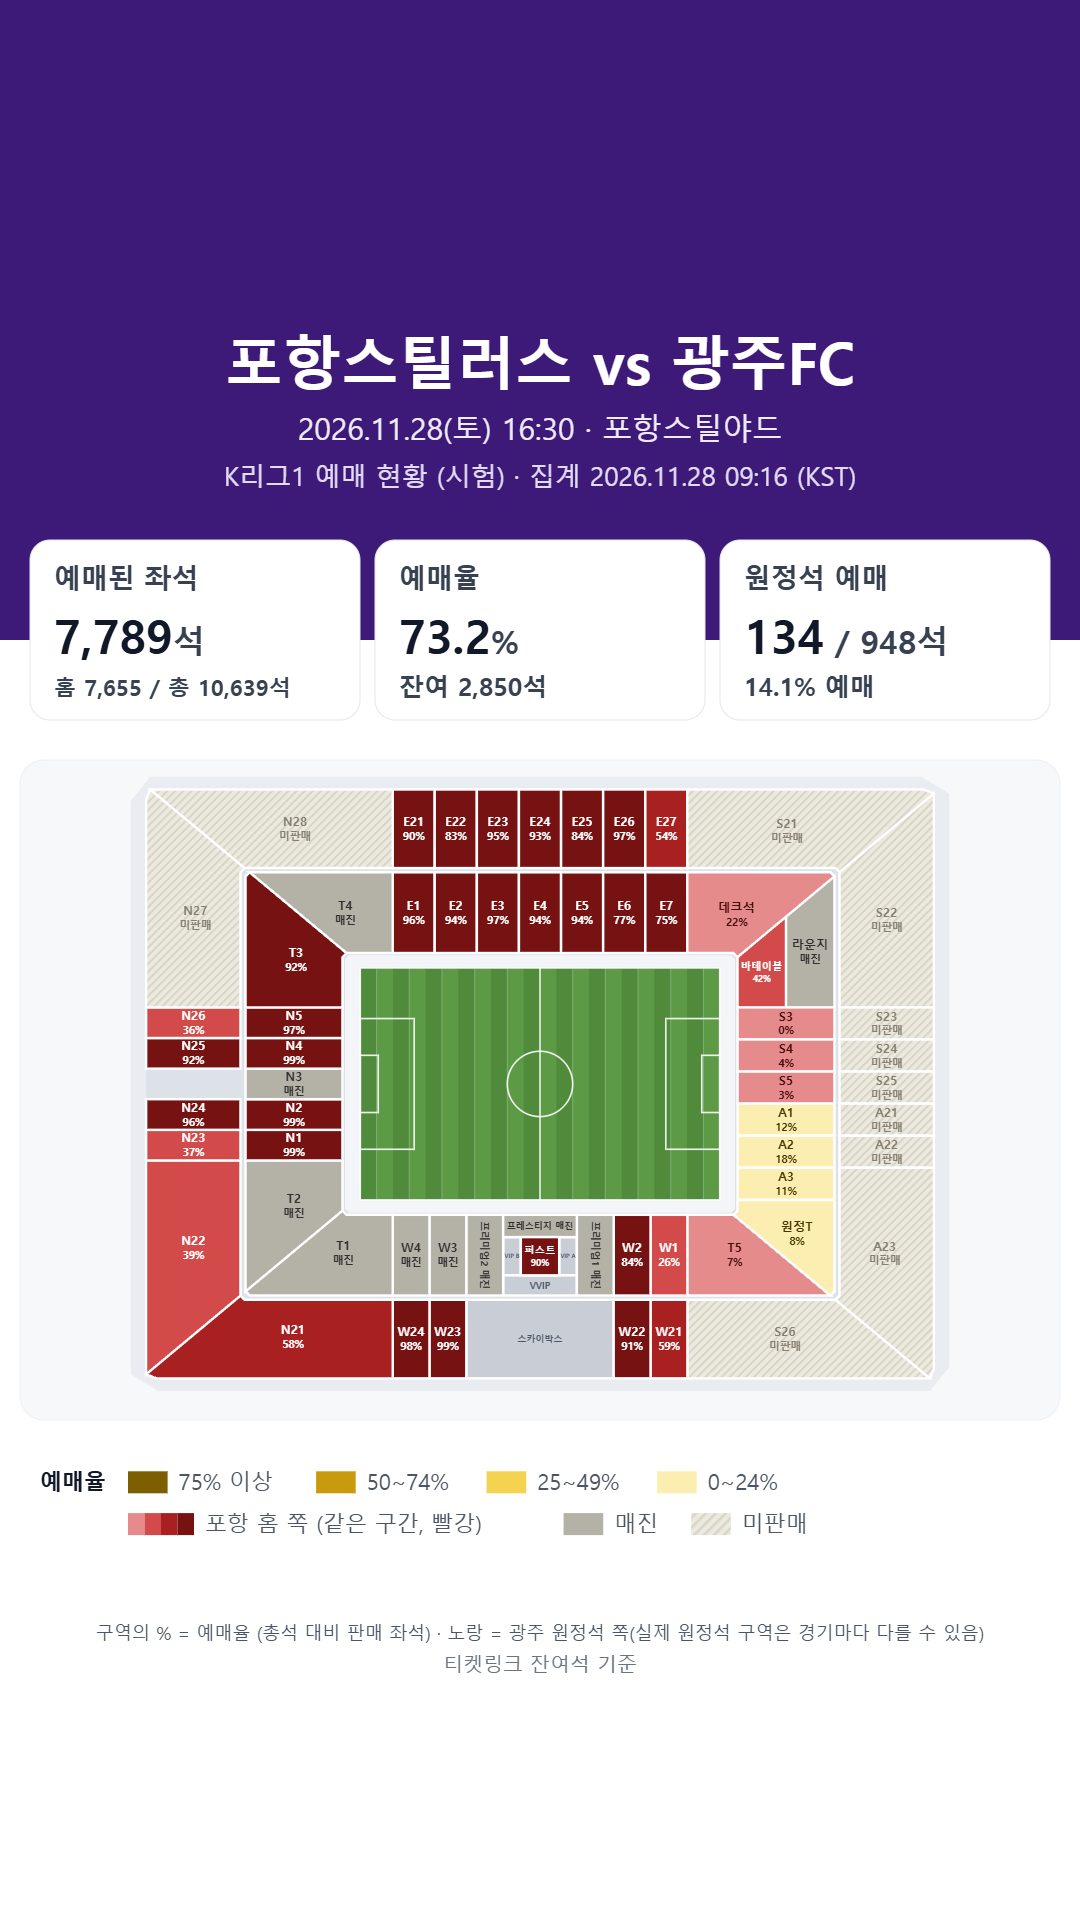 포항스틸러스 vs 광주FC
2026.11.28(토) 16:30 · 포항스틸야드
K리그1 예매 현황 (시험) · 집계 2026.11.28 09:16 (KST)
예매된 좌석
7,789석
홈 7,655 / 총 10,639석
예매율
73.2%
잔여 2,850석
원정석 예매
134 / 948석
14.1% 예매
N28
미판매
E21
90%
E22
83%
E23
95%
E24
93%
E25
84%
E26
97%
E27
54%
S21
미판매
N27
미판매
T4
매진
E1
96%
E2
94%
E3
97%
E4
94%
E5
94%
E6
77%
E7
75%
데크석
22%
S22
미판매
T3
92%
바테이블
42%
라운지
매진
N26
36%
N5
97%
S3
0%
S23
미판매
N25
92%
N4
99%
S4
4%
S24
미판매
N3
매진
S5
3%
S25
미판매
N24
96%
N2
99%
A1
12%
A21
미판매
N23
37%
N1
99%
A2
18%
A22
미판매
A3
11%
N22
39%
T2
매진
T1
매진
W4
매진
W3
매진
프리미엄2 매진
프레스티지 매진
VIP B
퍼스트
90%
VIP A
VVIP
프리미엄1 매진
W2
84%
W1
26%
T5
7%
원정T
8%
A23
미판매
N21
58%
W24
98%
W23
99%
스카이박스
W22
91%
W21
59%
S26
미판매
예매율 75% 이상 50~74% 25~49% 0~24%
포항 홈 쪽 (같은 구간, 빨강) 매진 미판매
구역의 % = 예매율 (총석 대비 판매 좌석) · 노랑 = 광주 원정석 쪽(실제 원정석 구역은 경기마다 다를 수 있음)
티켓링크 잔여석 기준